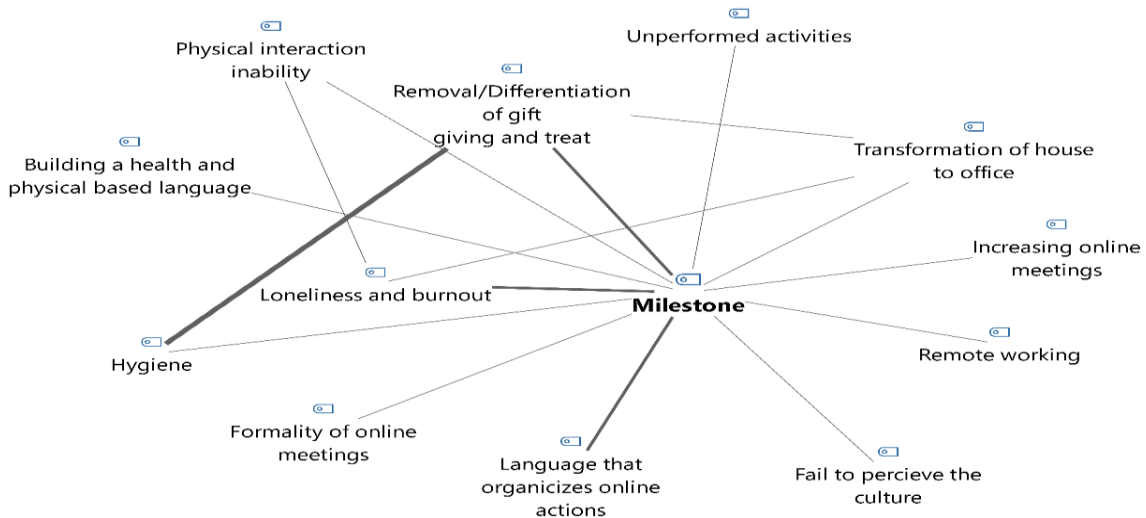 Physical interaction
inability
Unperformed activities
Removal/Differentiation
of gift
giving and treat
Building a health and
physical based language
Transformation of house
to office
Increasing online
meetings
Loneliness and burnout
Milestone
Hygiene
Remote working
Formality of online
meetings
Language that
organicizes online
actions
Fail to percieve the
culture